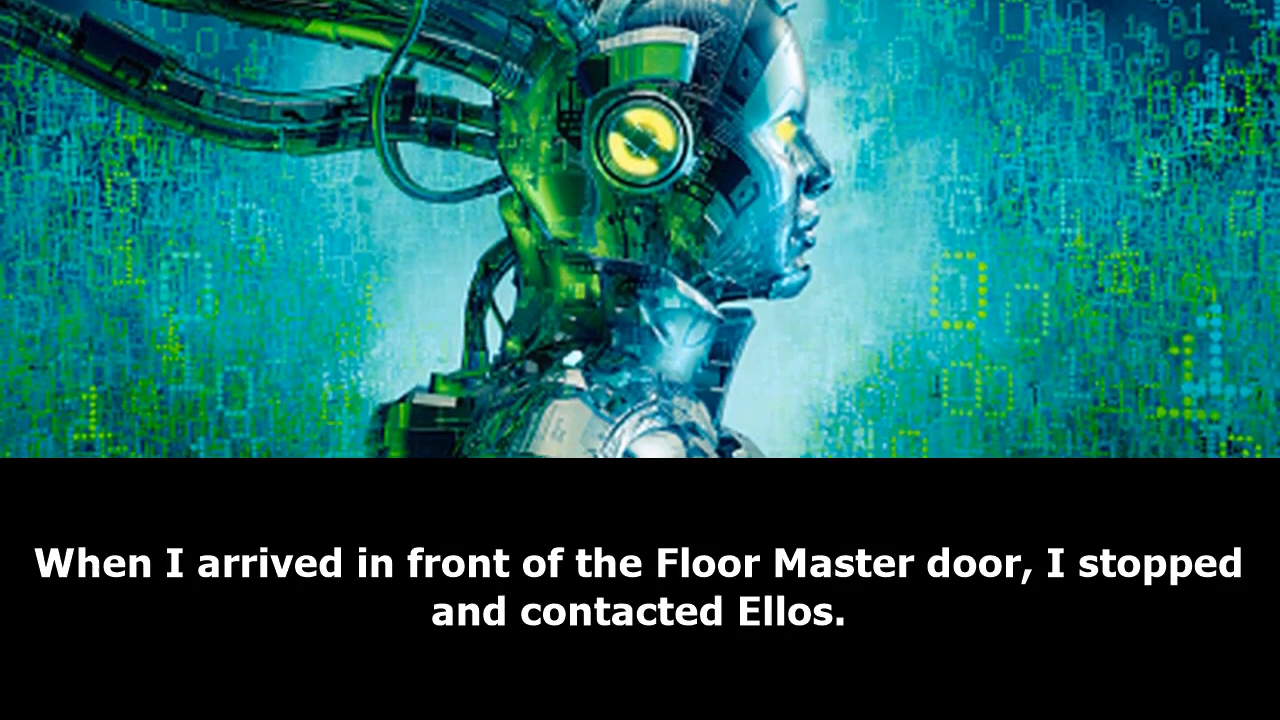 When I arrived in front of the Floor Master door, I stopped
and contacted Ellos.